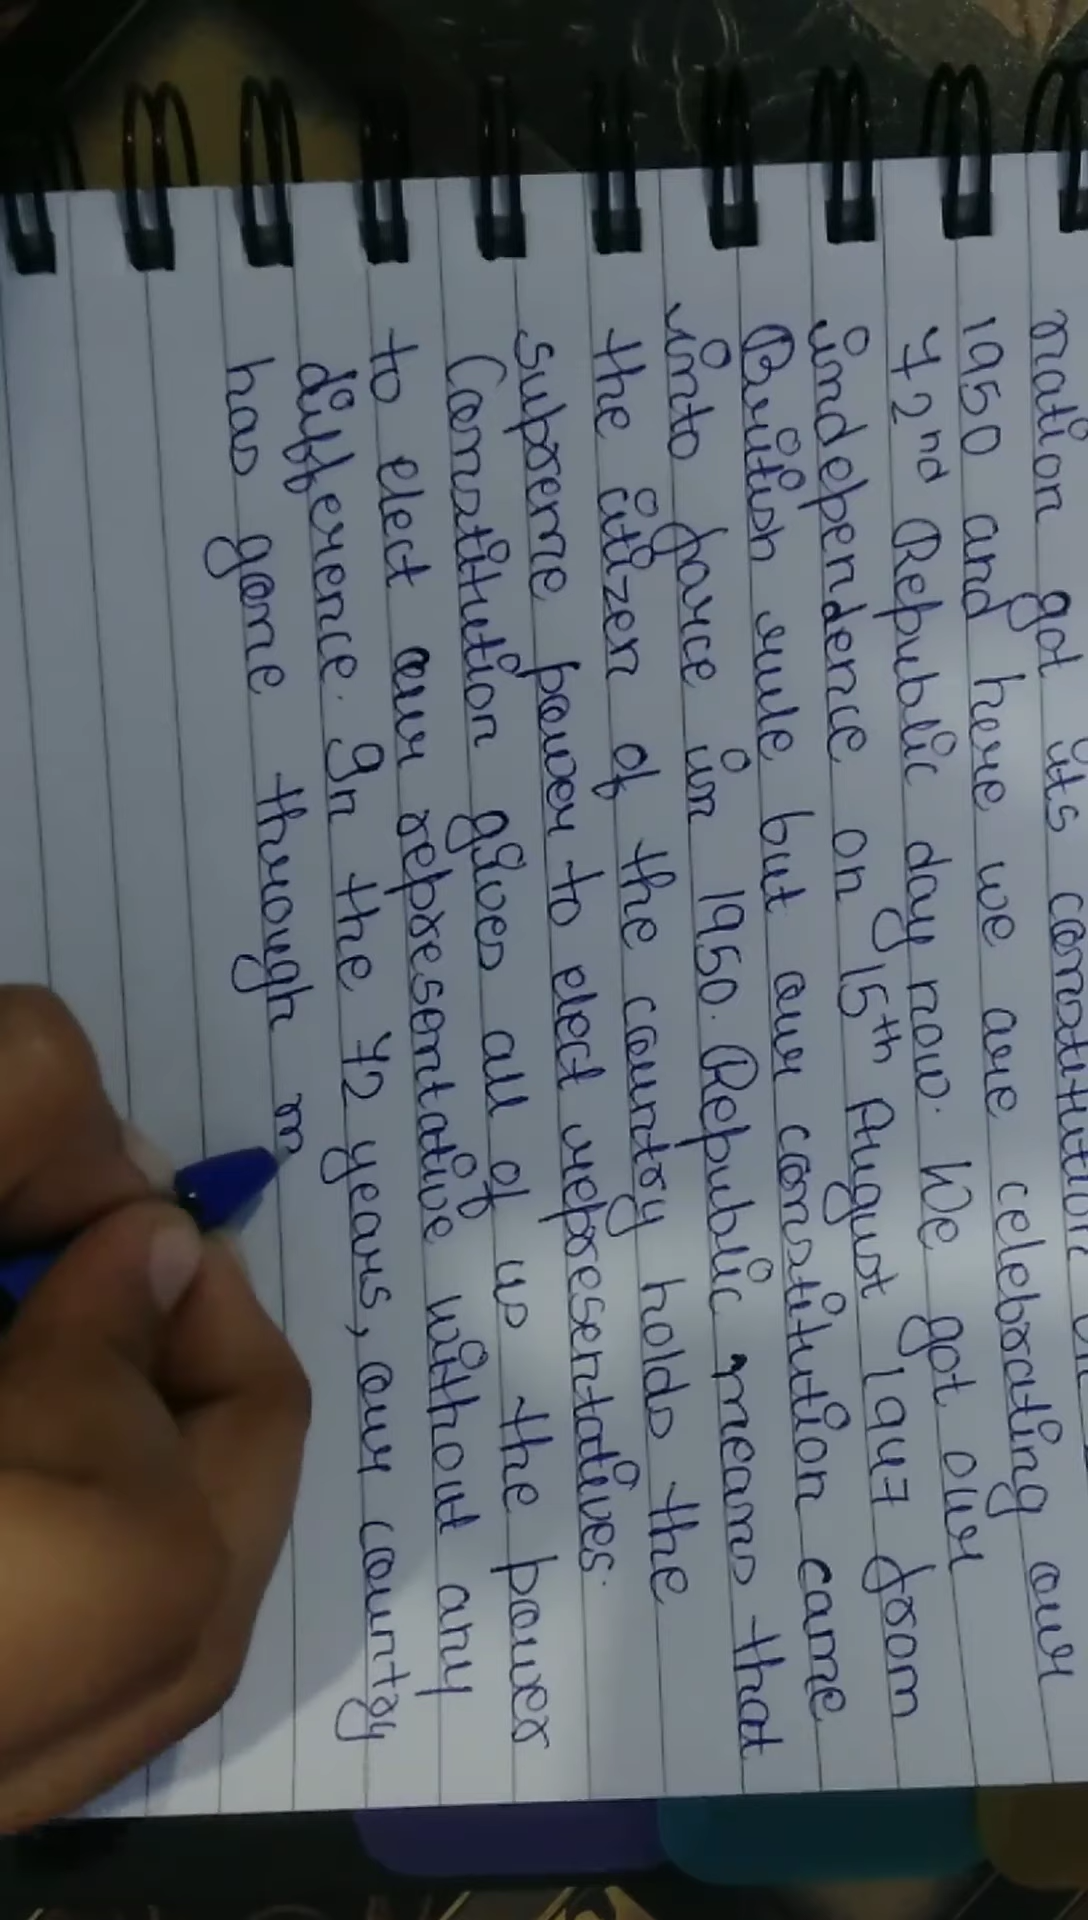 nation got its constitution
1950 and here we are celebrating our
72nd Republic day now. We got our
independence on 15th August 1947 from
British rule but our constitution came
into force in 1950. Republic means that
the citizen of the country holds the
supreme power to elect representatives.
Constitution gives all of us the power
to elect our representative without any
difference. In the 72 years, our country
has gone through m